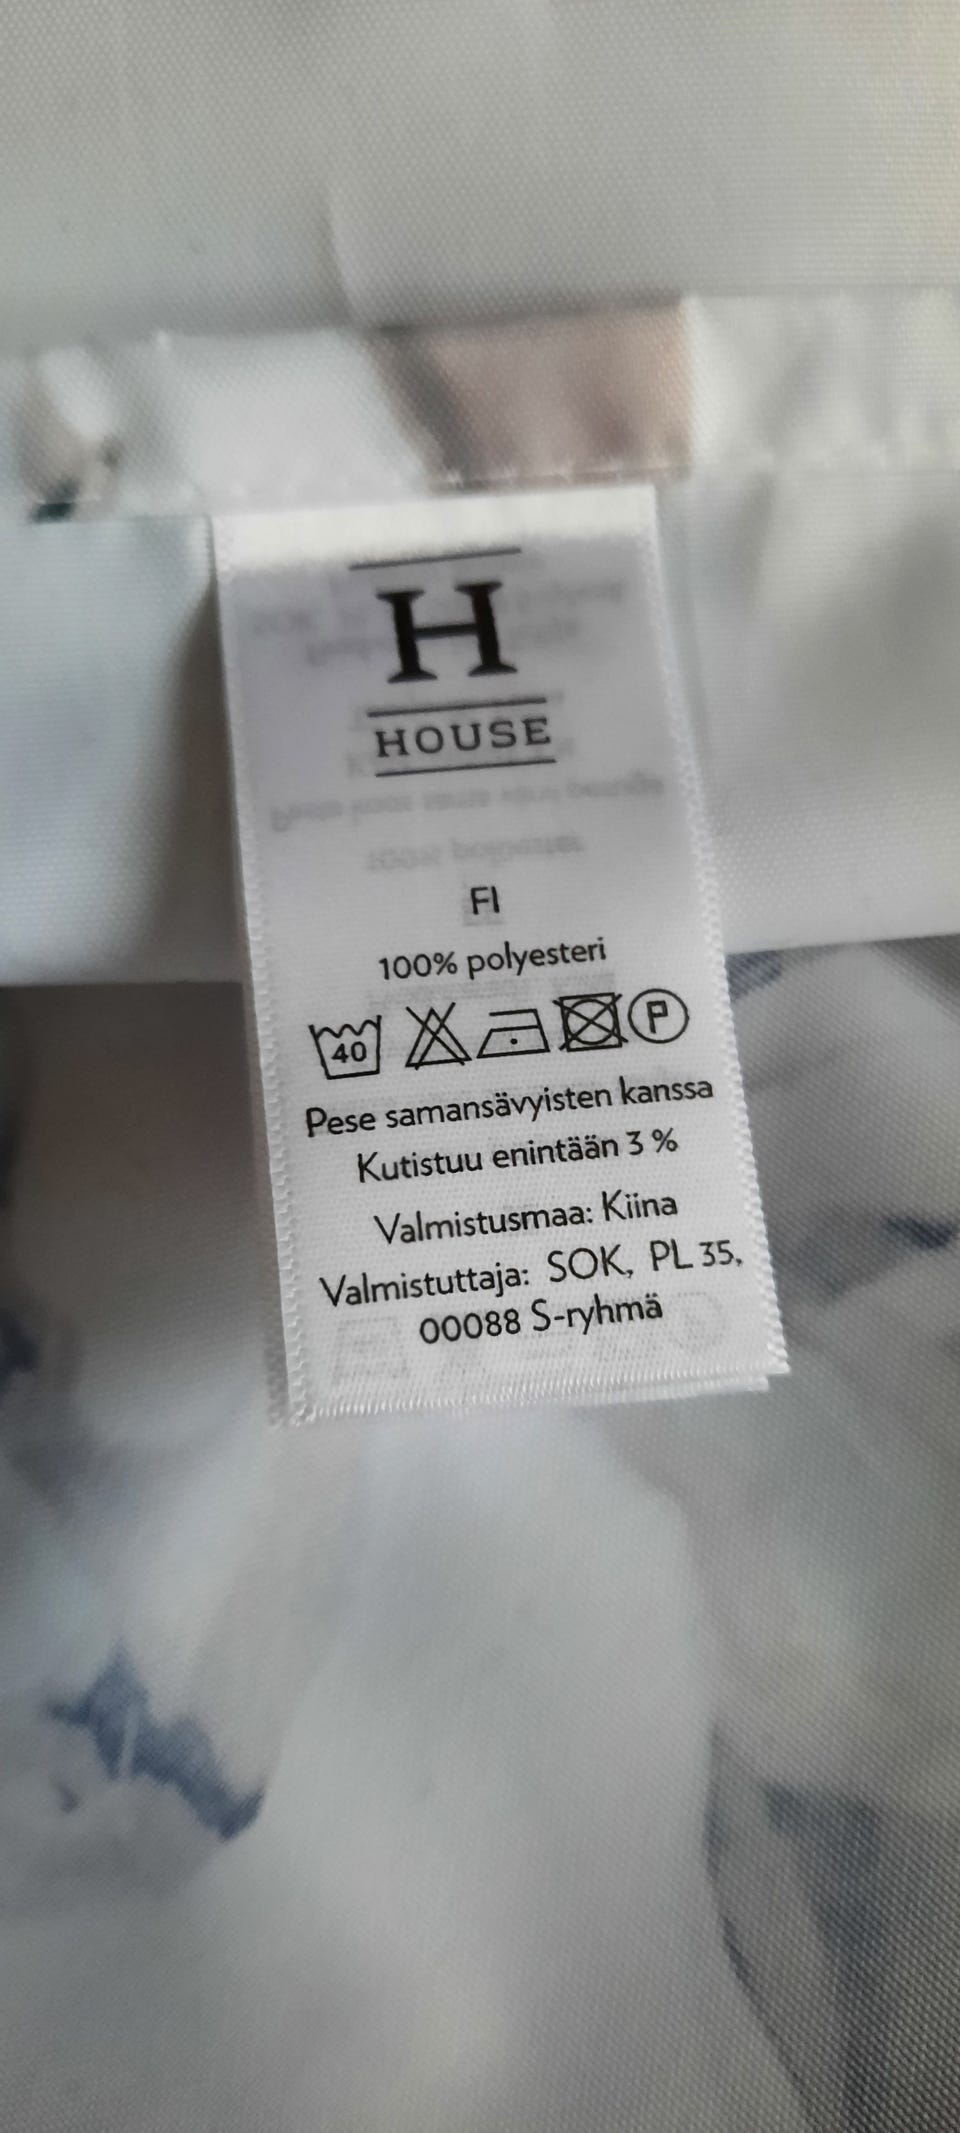 H
HOUSE
FI
100% polyesteri
40 P
Pese samansävyisten kanssa
Kutistuu enintään 3 %
Valmistusmaa: Kiina
Valmistuttaja: SOK, PL 35,
00088 S-ryhmä